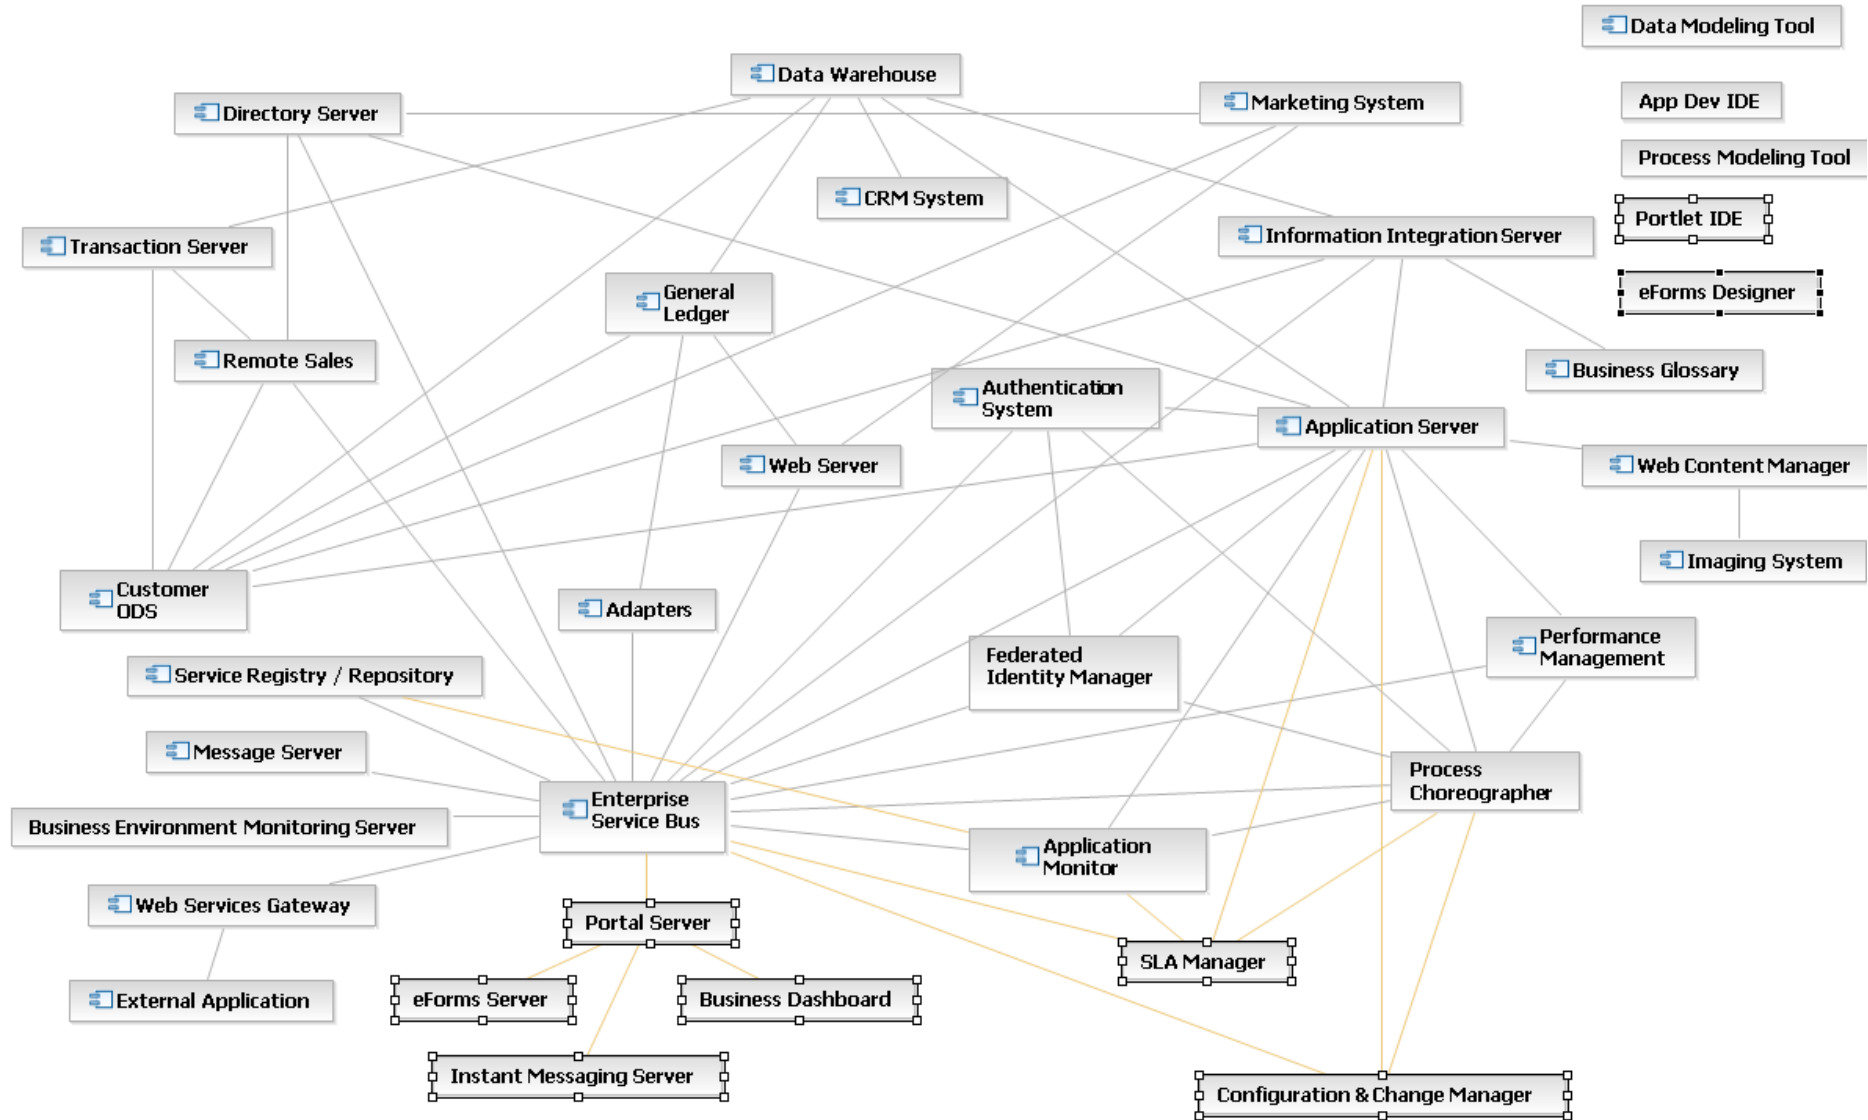 Data Modeling Tool
Data Warehouse
Directory Server
Marketing System
App Dev IDE
Process Modeling Tool
CRM System
Portlet IDE
Transaction Server
Information Integration Server
General
Ledger
eForms Designer
Remote Sales
Business Glossary
Authentication
System
Application Server
Web Server
Web Content Manager
Imaging System
Customer
ODS
Adapters
Performance
Management
Federated
Identity Manager
Service Registry / Repository
Message Server
Process
Choreographer
Enterprise
Service Bus
Business Environment Monitoring Server
Application
Monitor
Web Services Gateway
Portal Server
SLA Manager
External Application
eForms Server
Business Dashboard
Instant Messaging Server
Configuration & Change Manager